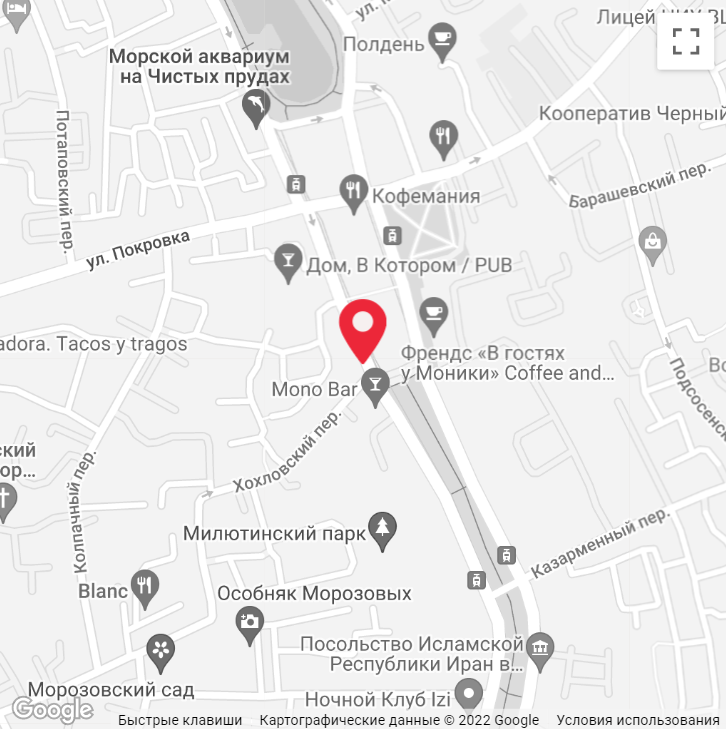 ул. По
Лицей НИУ ВШ
Полдень
Морской аквариум
на Чистых прудах
Кооператив Черный
Потаповский пер.
Барашевский пер.
Кофемания
ул. Покровка
Дом, В Котором / PUB
adora. Tacos y tragos
Френдс «В гостях
у Моники» Coffee and...
Во
Mono Bar
Подсосенск
Хохловский пер.
ский
ор...
Колпачный пер.
Казарменный пер.
Милютинский парк
Blanc
Особняк Морозовых
Посольство Исламской
Республики Иран в...
Морозовский сад
Ночной Клуб Izi
Google
Быстрые клавиши
Картографические данные © 2022 Google
Условия использования